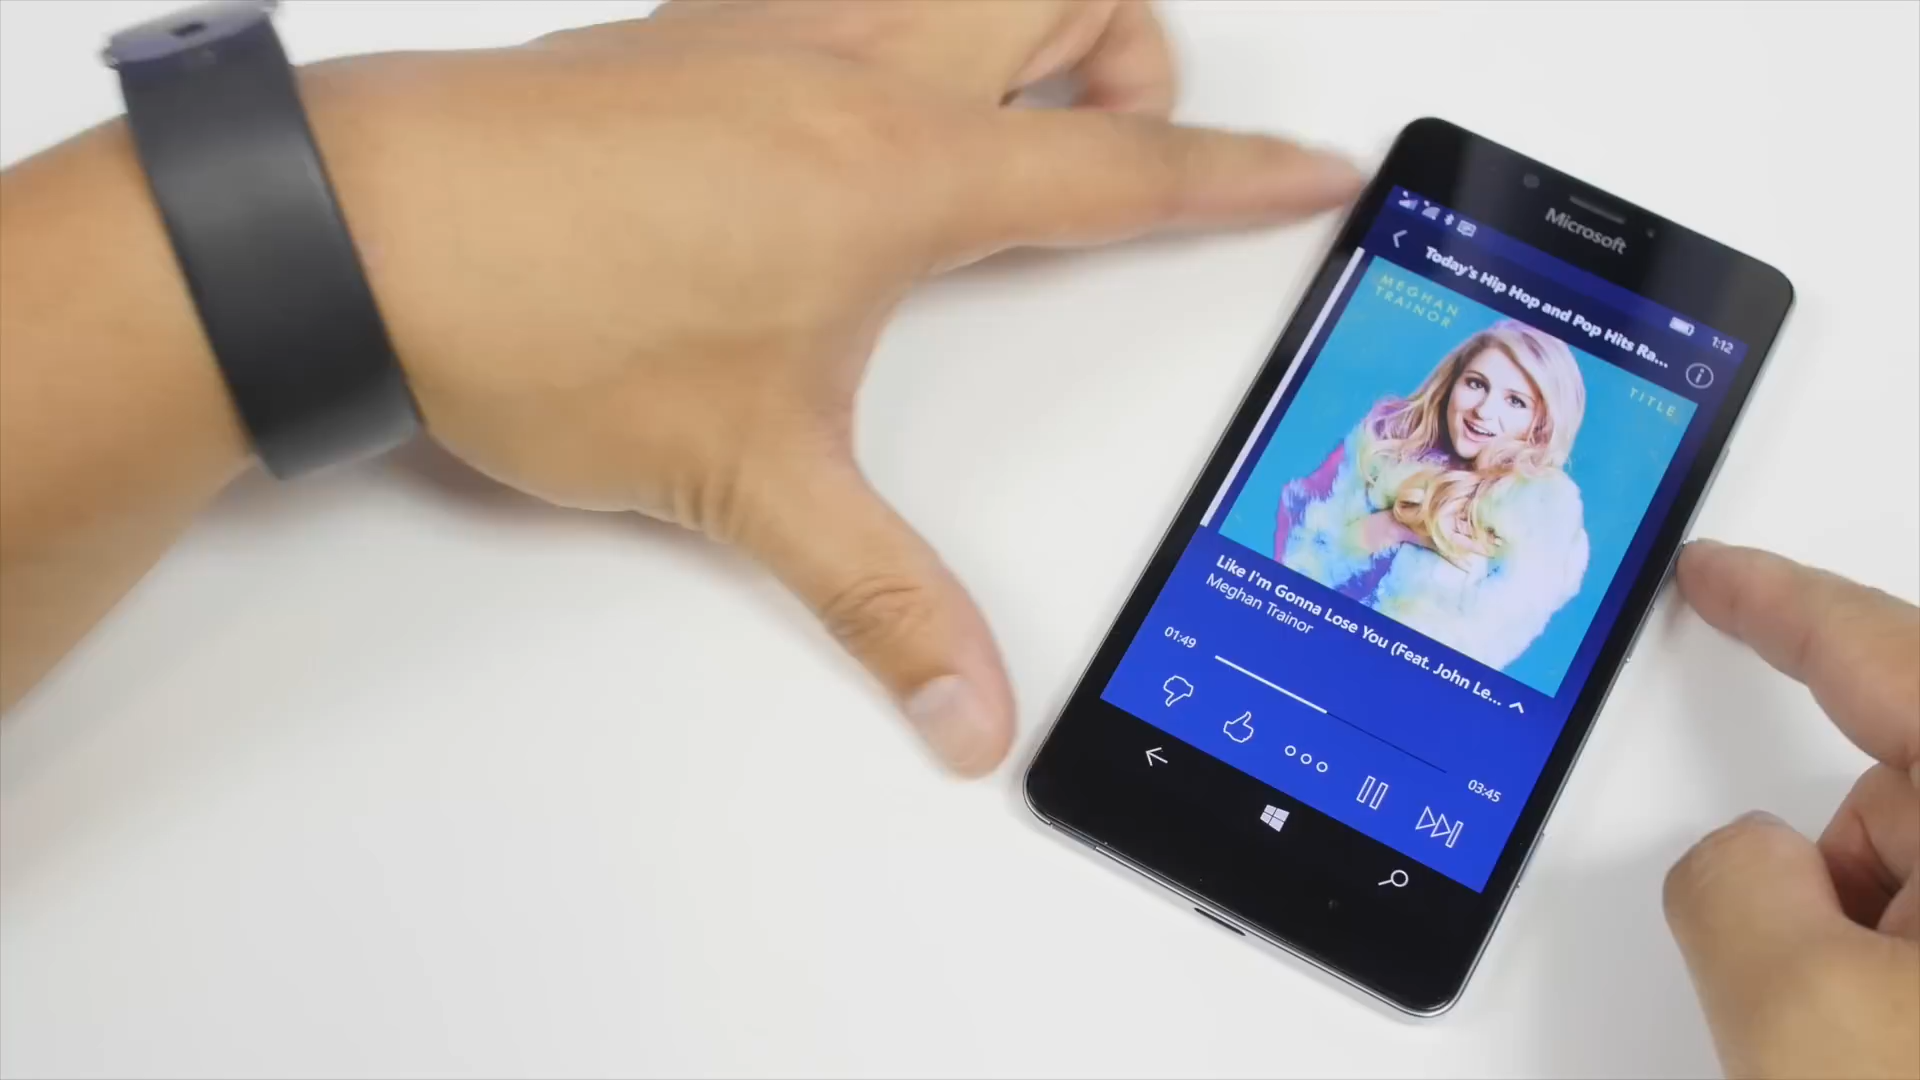 Microsoft
1:12
Today's Hip Hop and Pop Hits Ra...
MEGHAN
TRAINOR
TITLE
Like I'm Gonna Lose You (Feat. John Le...
Meghan Trainor
01:49
03:45